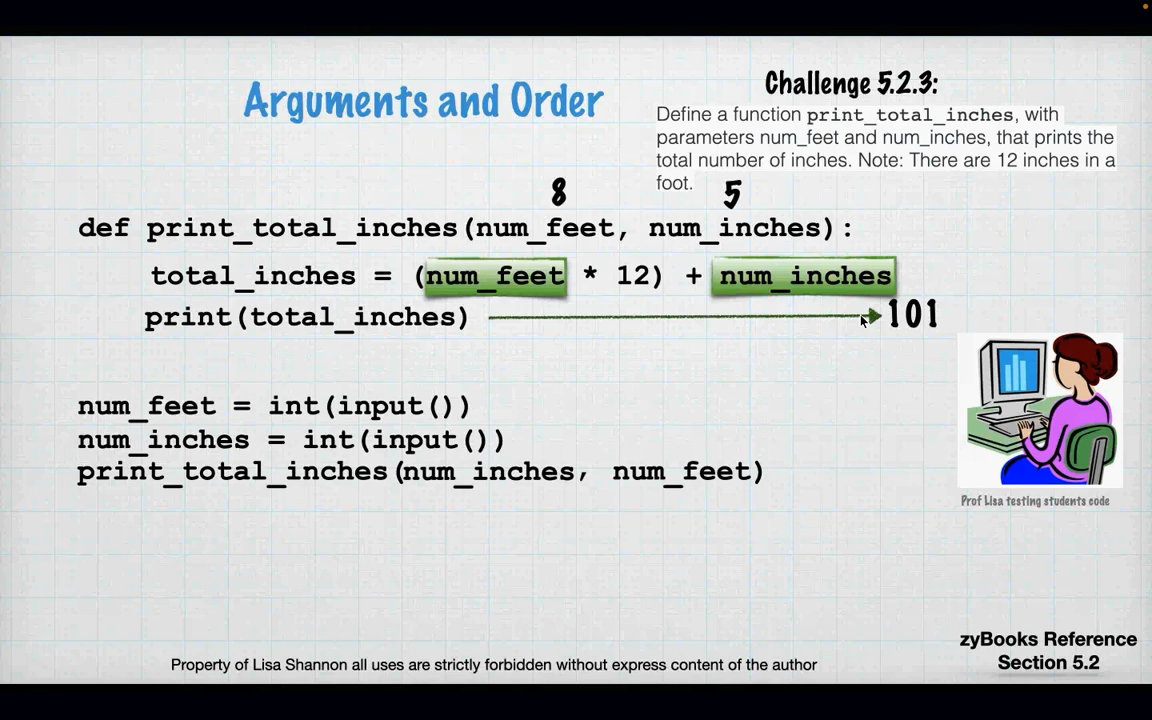 Arguments and Order
Challenge 5.2.3:
Define a function print_total_inches, with
parameters num_feet and num_inches, that prints the
total number of inches. Note: There are 12 inches in a
foot.
8 5
def print_total_inches(num_feet, num_inches):
total_inches = (num_feet * 12) + num_inches
print(total_inches) 101
num_feet = int(input())
num_inches = int(input())
print_total_inches(num_inches, num_feet)
Prof Lisa testing students code
zyBooks Reference
Section 5.2
Property of Lisa Shannon all uses are strictly forbidden without express content of the author